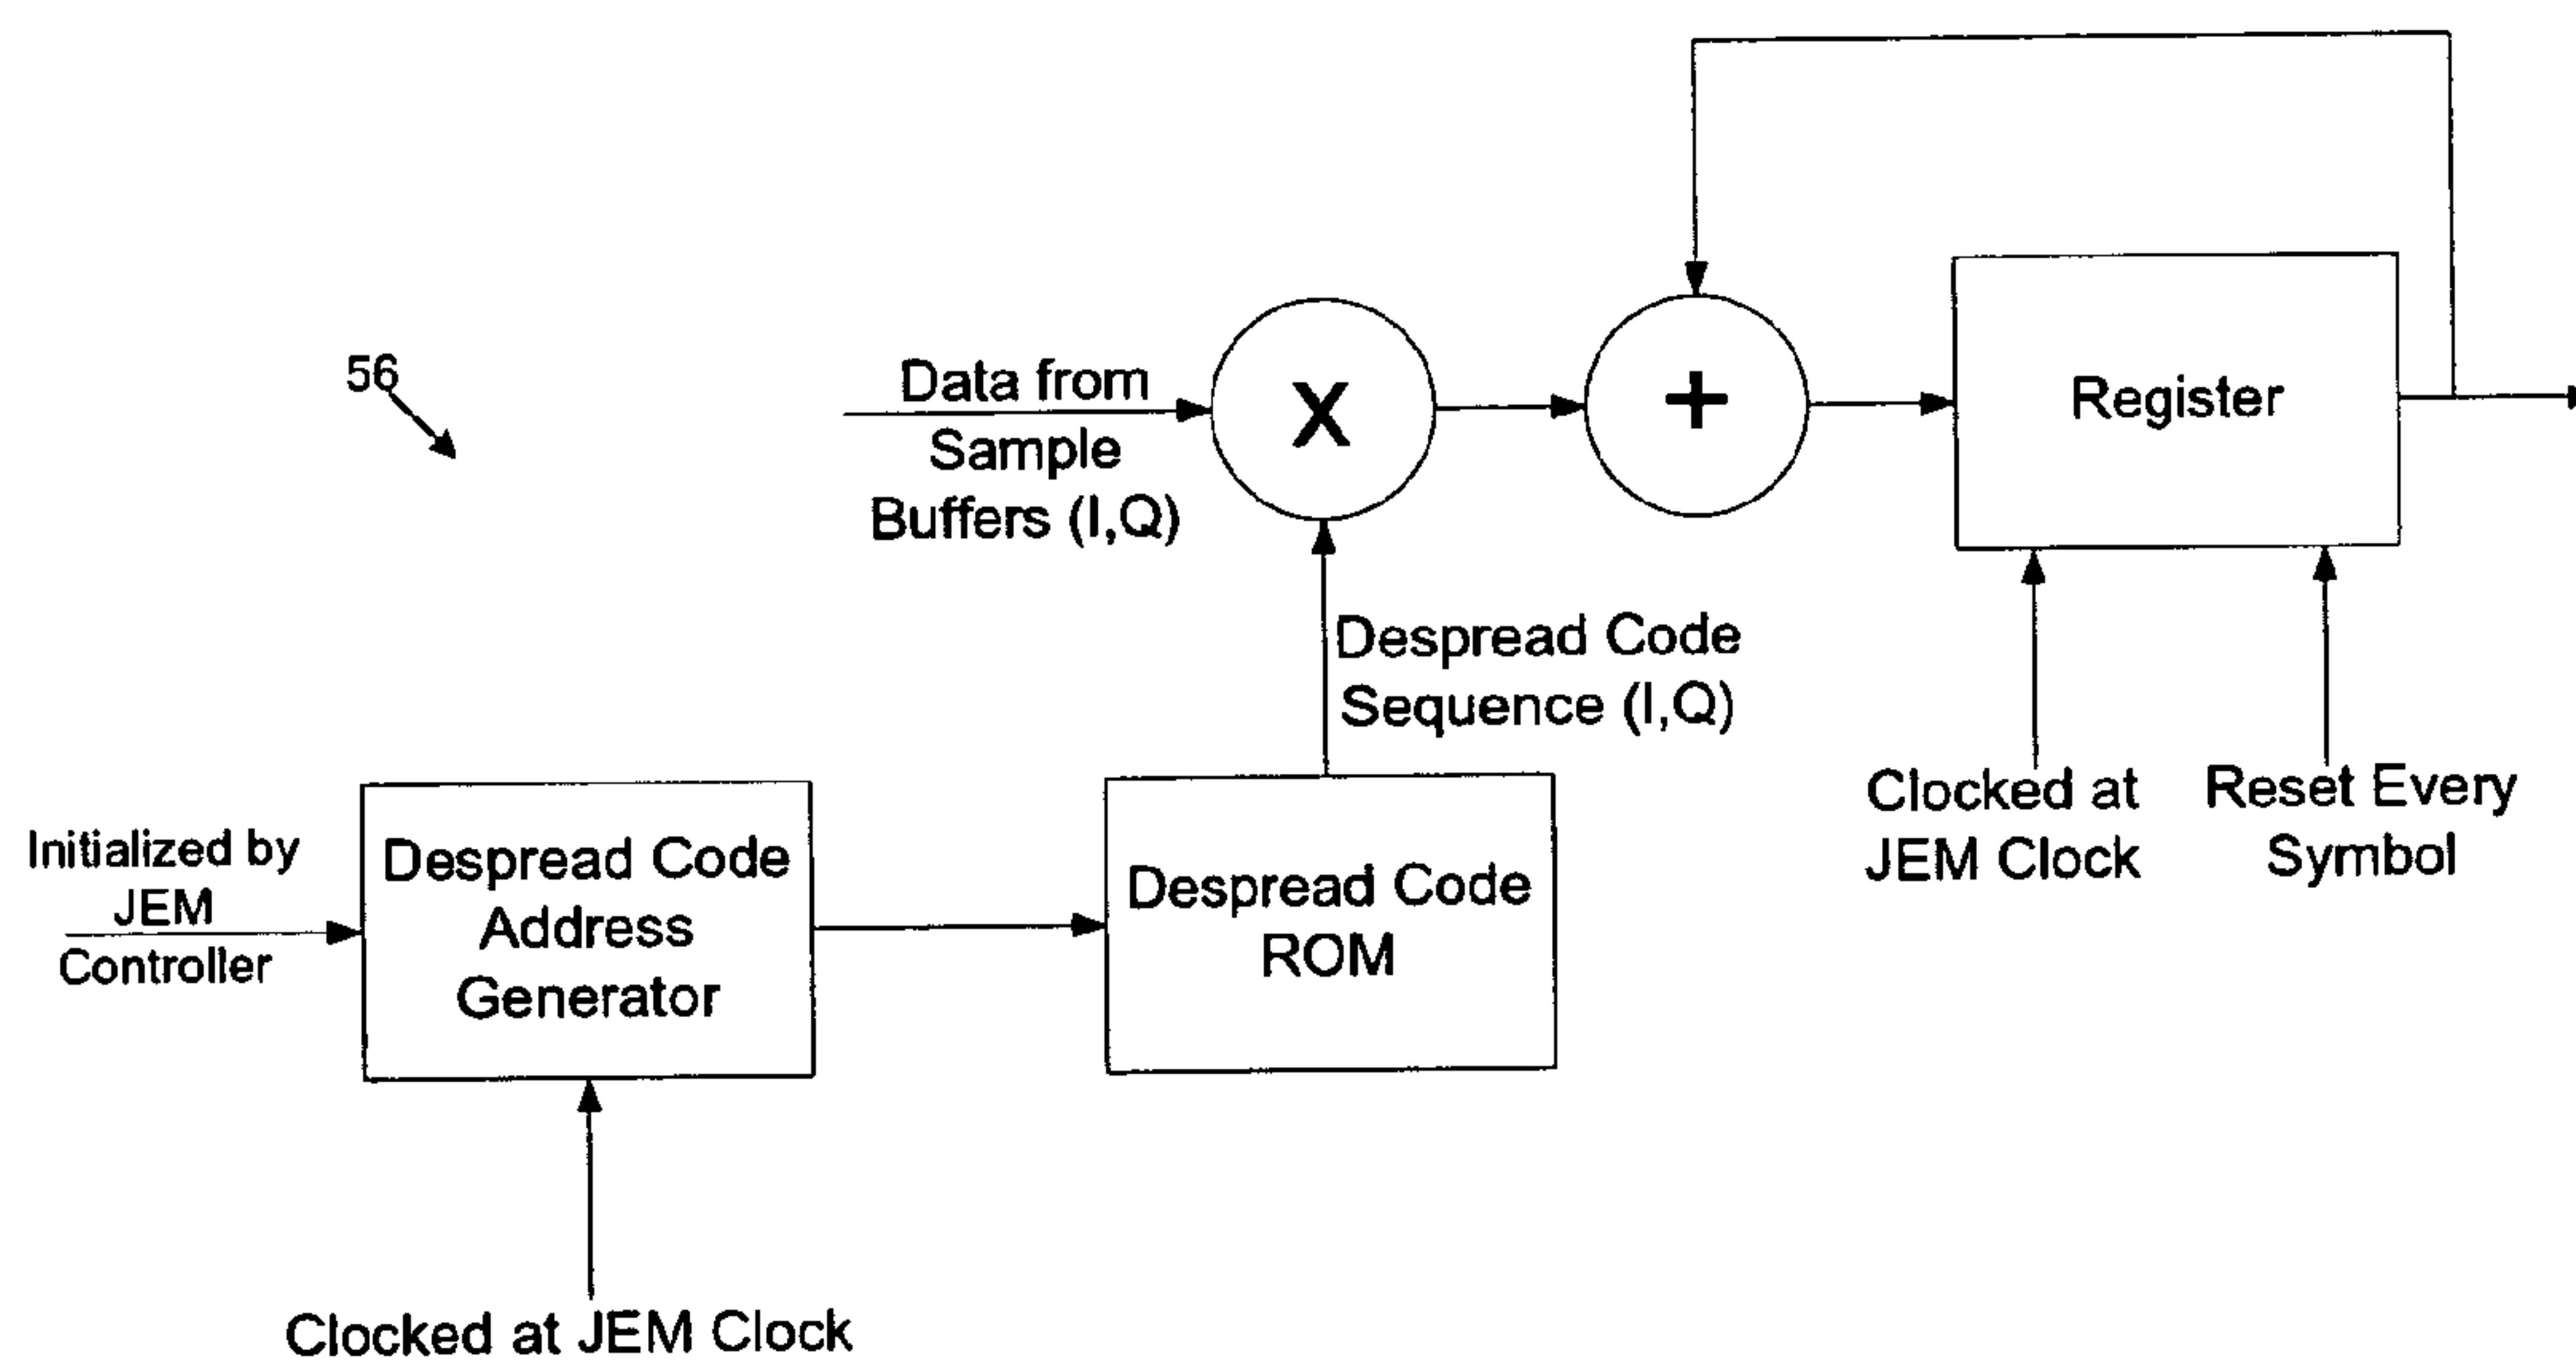 56
Data from
Sample
Buffers (I,Q)
X
+
Register
Despread Code
Sequence (I,Q)
Clocked at
JEM Clock
Reset Every
Symbol
Initialized by
JEM
Controller
Despread Code
Address
Generator
Despread Code
ROM
Clocked at JEM Clock